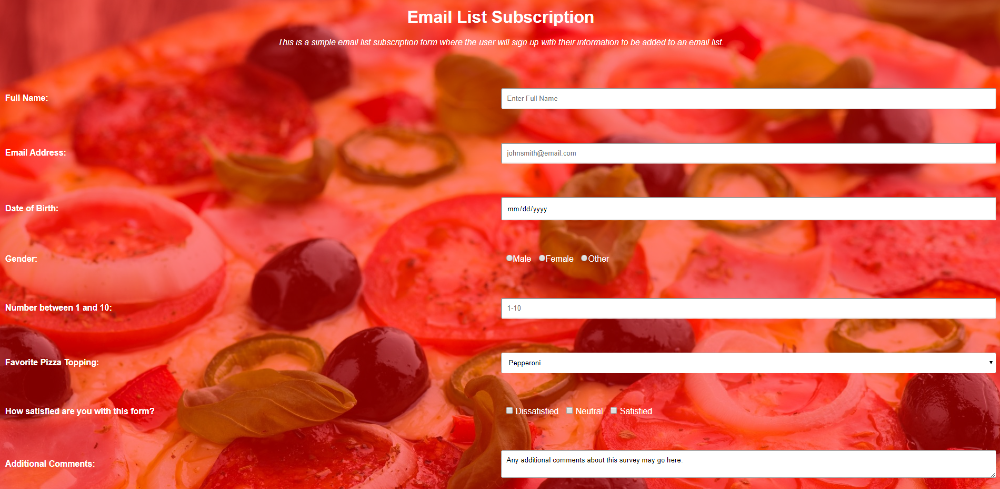 Email List Subscription
This is a simple email list subscription form where the user will sign up with their information to be added to an email list.
Full Name: Enter Full Name
Email Address: johnsmith@email.com
Date of Birth: mm/dd/yyyy
Gender: Male Female Other
Number between 1 and 10: 1-10
Favorite Pizza Topping: Pepperoni
How satisfied are you with this form? Dissatisfied Neutral Satisfied
Additional Comments: Any additional comments about this survey may go here